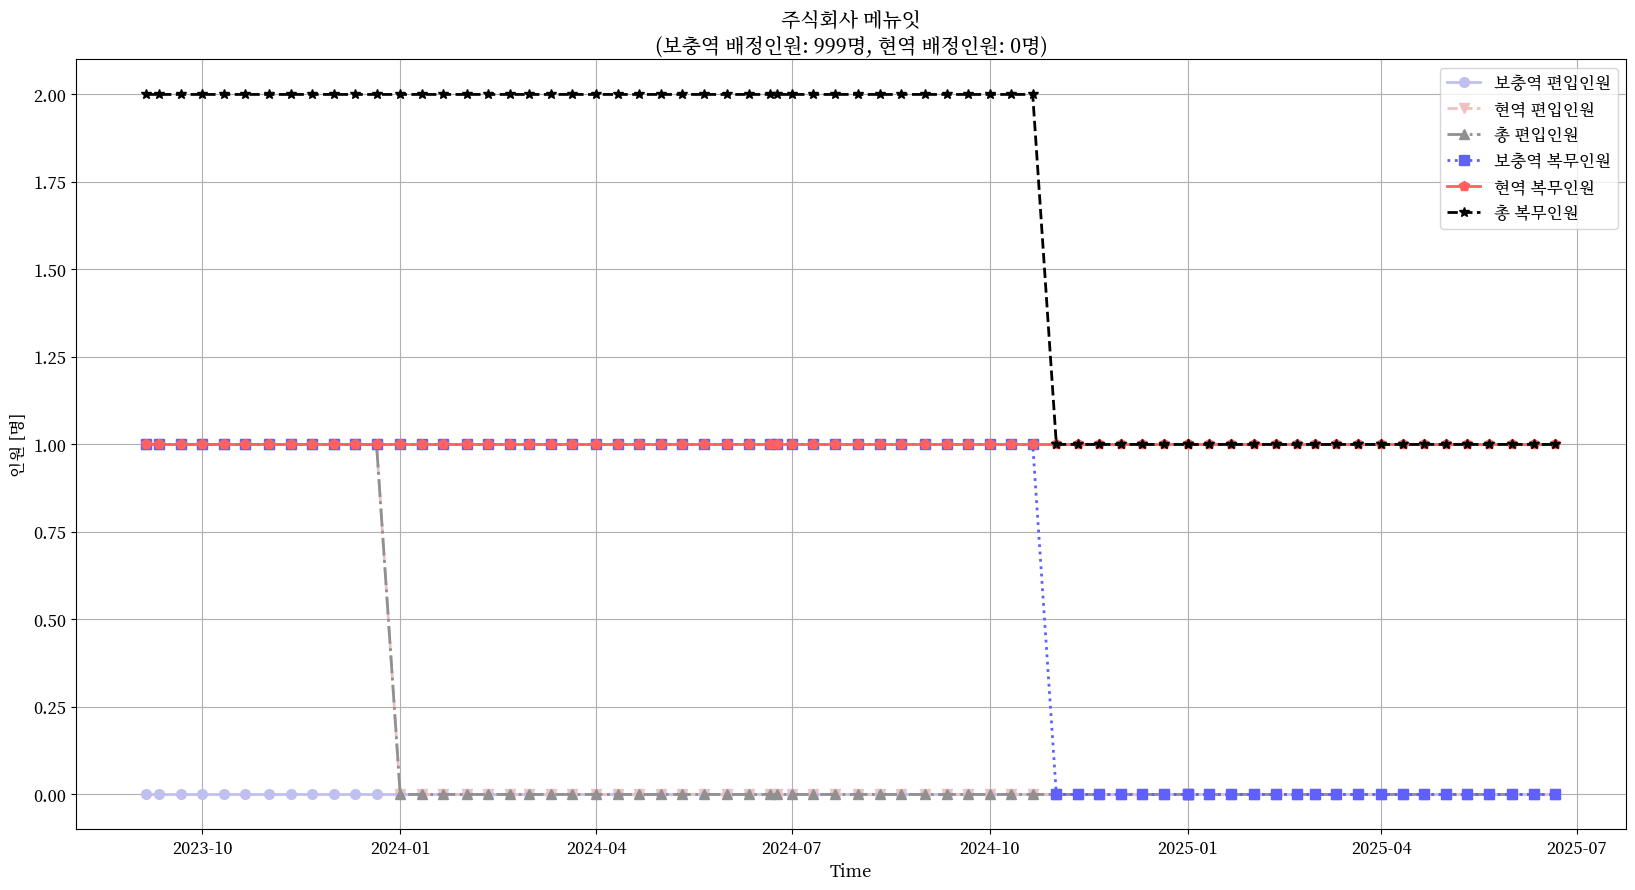 주식회사 메뉴잇
(보충역 배정인원: 999명, 현역 배정인원: 0명)
보충역 편입인원
현역 편입인원
총 편입인원
보충역 복무인원
현역 복무인원
총 복무인원
2.00
1.75
1.50
1.25
1.00
0.75
0.50
0.25
0.00
인원 [명]
2023-10
2024-01
2024-04
2024-07
2024-10
2025-01
2025-04
2025-07
Time